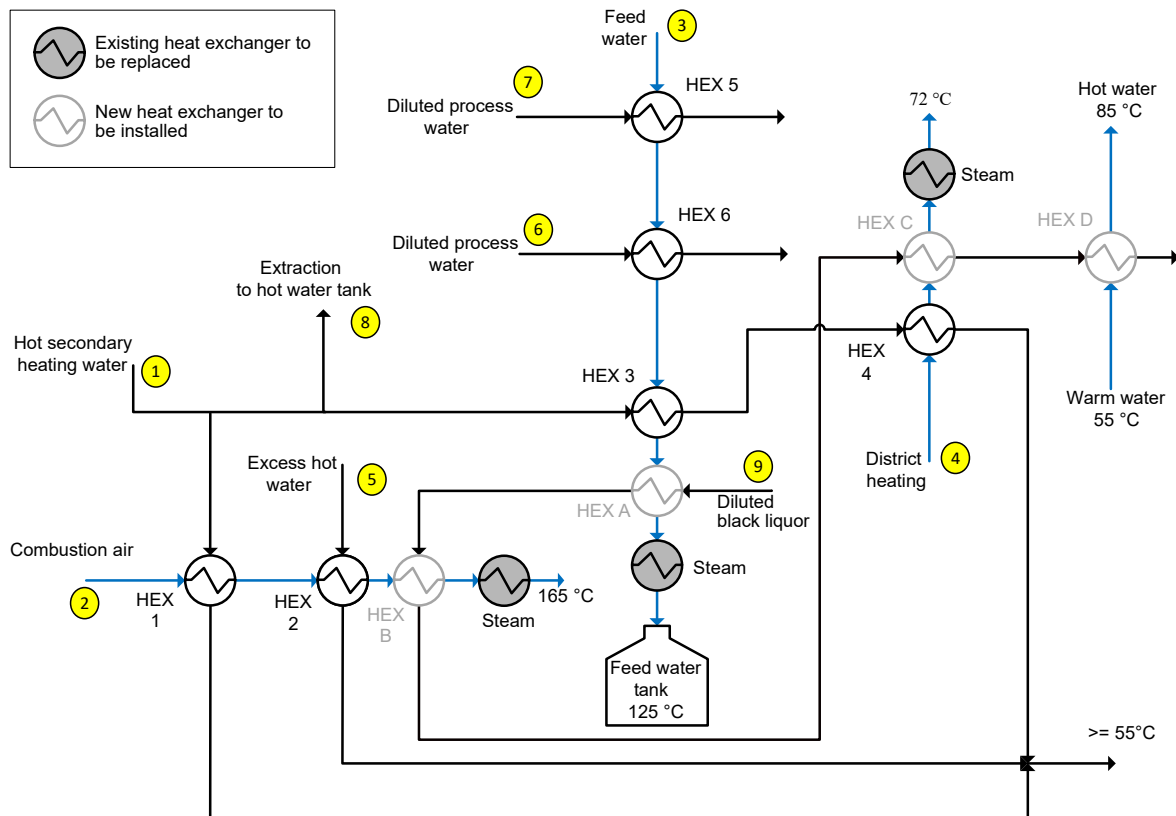 Existing heat exchanger to
be replaced
New heat exchanger to
be installed
Feed
water
3
HEX 5
7
Diluted process
water
HEX 6
6
Diluted process
water
72 °C
Steam
Hot water
85 °C
HEX C
HEX D
Extraction
to hot water tank
8
Hot secondary
heating water
1
HEX 3
HEX
4
Warm water
55 °C
District
heating
4
Excess hot
water
5
9
Diluted
black liquor
HEX A
Combustion air
2
HEX
1
HEX
2
HEX
B
Steam
165 °C
Steam
Feed water
tank
125 °C
>= 55°C